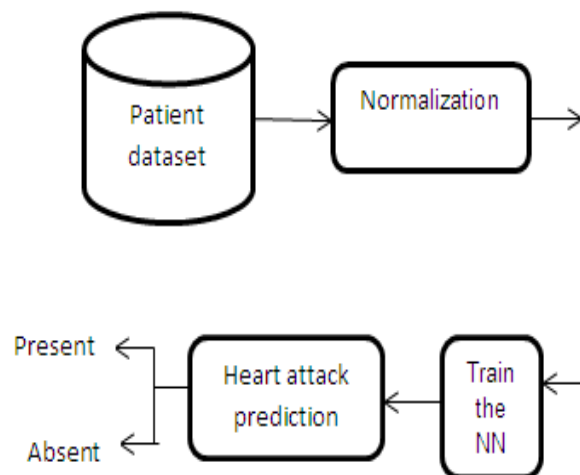 Patient
dataset
Normalization
Present
Absent
Heart attack
prediction
Train
the
NN